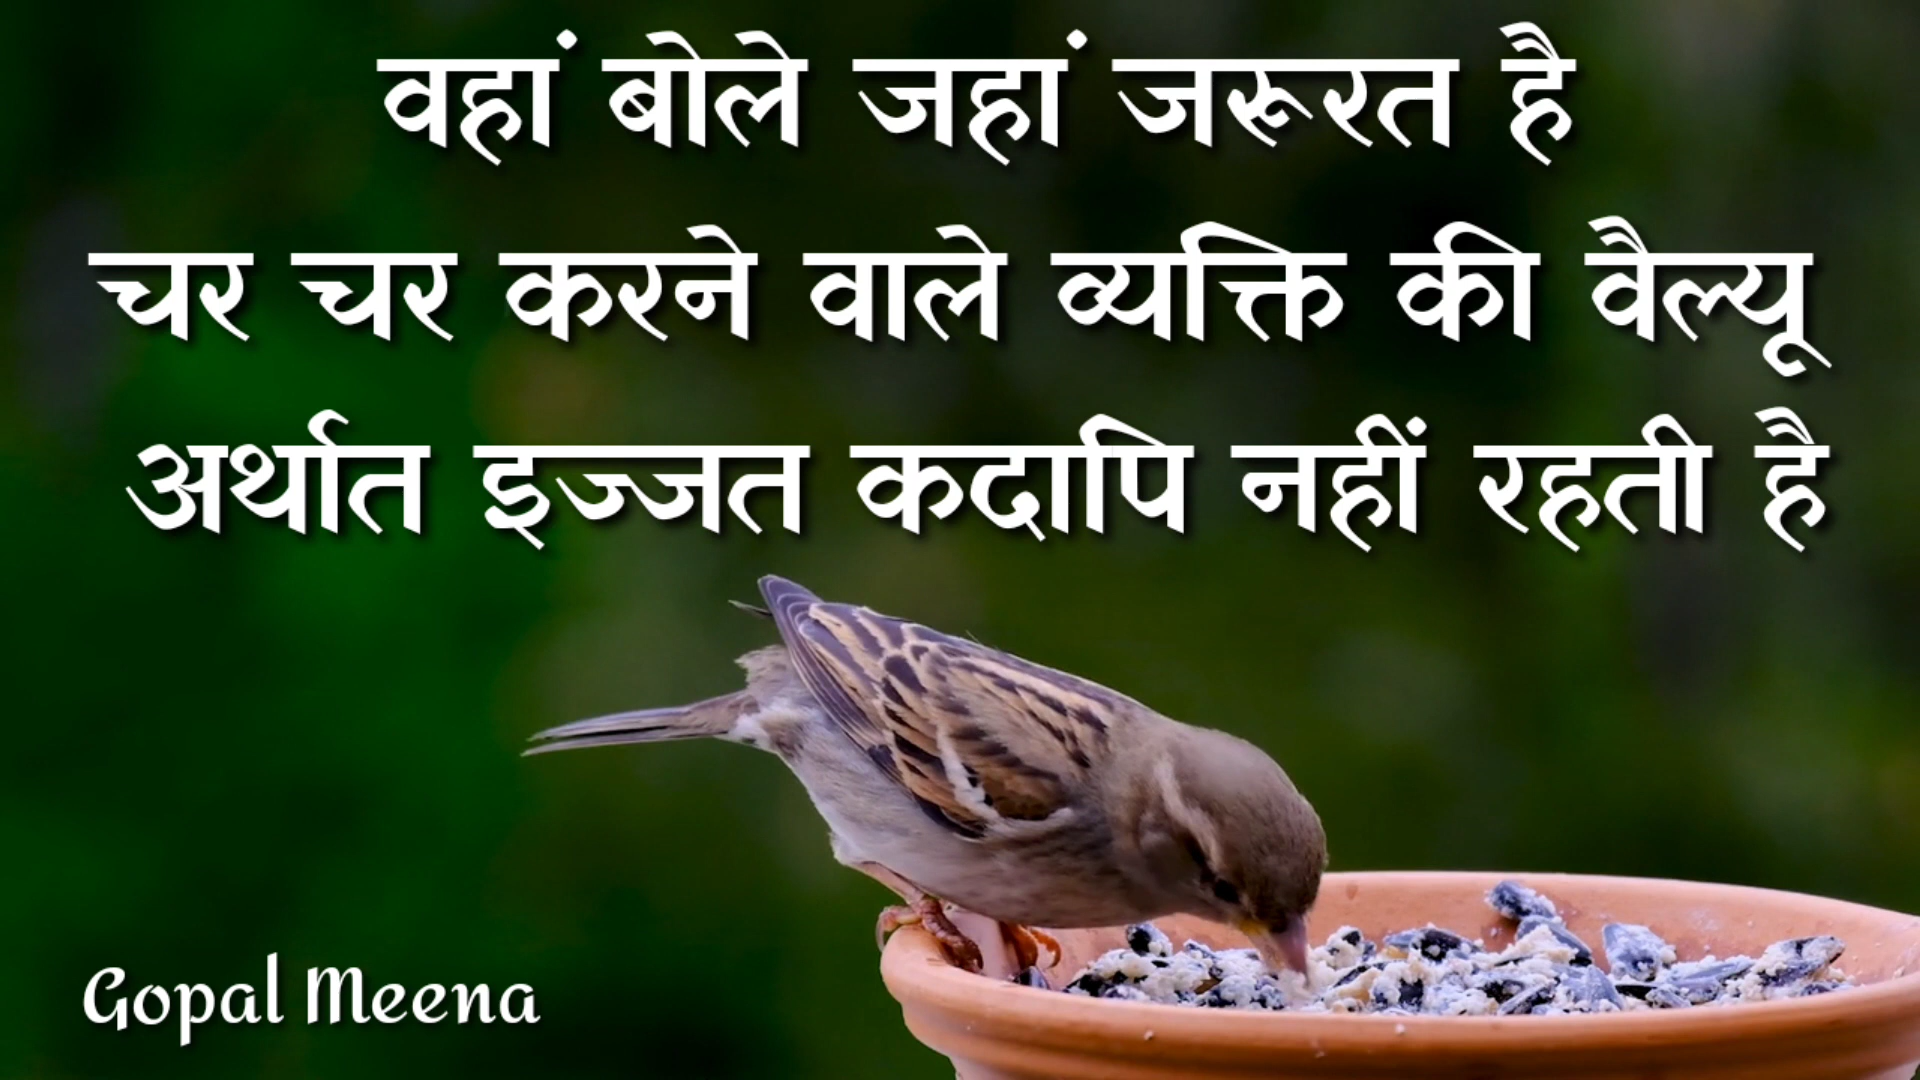 वहां बोले जहां जरूरत है
चर चर करने वाले व्यक्ति की वैल्यू
अर्थात इज्जत कदापि नहीं रहती है
Gopal Meena